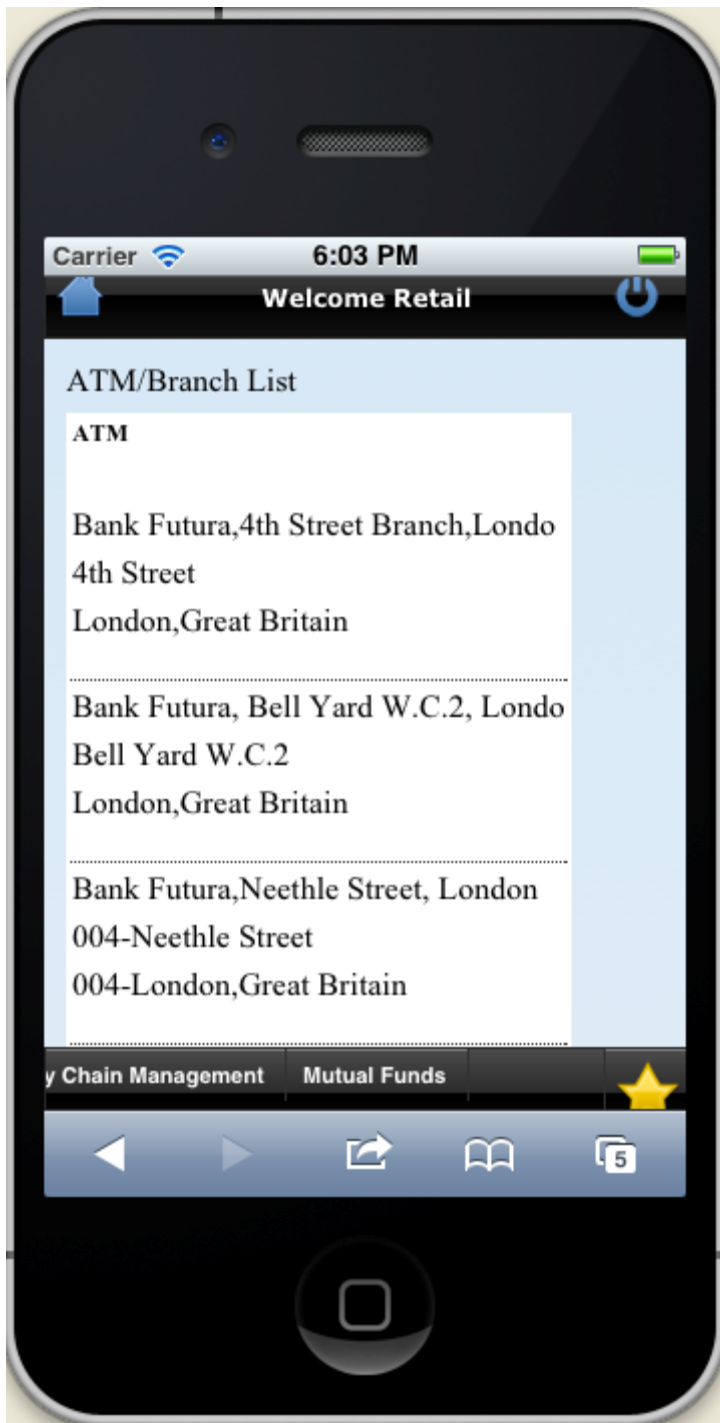 Carrier 6:03 PM
Welcome Retail
ATM/Branch List
ATM
Bank Futura,4th Street Branch,Londo
4th Street
London,Great Britain
Bank Futura, Bell Yard W.C.2, Londo
Bell Yard W.C.2
London,Great Britain
Bank Futura,Neethle Street, London
004-Neethle Street
004-London,Great Britain
y Chain Management Mutual Funds
5